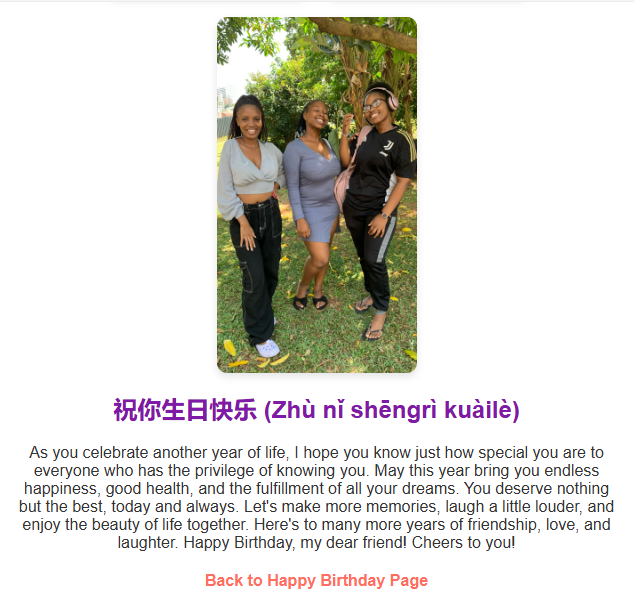 祝你生日快乐 (Zhù nǐ shēngrì kuàilè)
As you celebrate another year of life, I hope you know just how special you are to
everyone who has the privilege of knowing you. May this year bring you endless
happiness, good health, and the fulfillment of all your dreams. You deserve nothing
but the best, today and always. Let's make more memories, laugh a little louder, and
enjoy the beauty of life together. Here's to many more years of friendship, love, and
laughter. Happy Birthday, my dear friend! Cheers to you!
Back to Happy Birthday Page